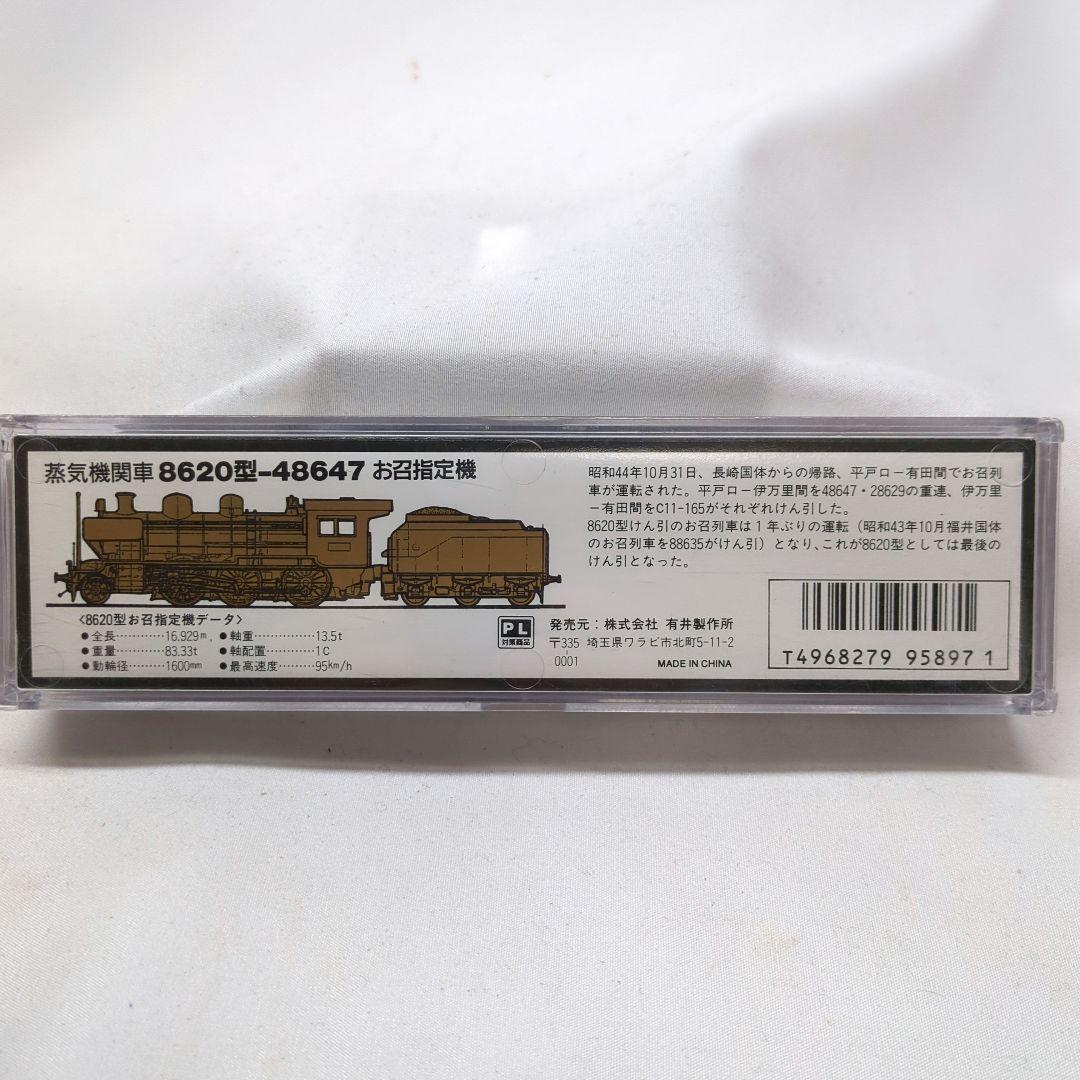 蒸気機関車 8620型-48647 お召指定機
<8620型お召指定機データ>
●全長…………16.929m, ●軸重…………13.5t
●重量…………83.33t ●軸配置…………1C
●動輪径………1600mm ●最高速度………95km/h
昭和44年10月31日、長崎国体からの帰路、平戸口ー有田間でお召列
車が運転された。平戸口ー伊万里間を48647・28629の重連、伊万里
ー有田間をC11-165がそれぞれけん引した。
8620型けん引のお召列車は1年ぶりの運転（昭和43年10月福井国体
のお召列車を88635がけん引）となり、これが8620型としては最後の
けん引となった。
PL
対策商品
発売元：株式会社 有井製作所
〒335-0001 埼玉県ワラビ市北町5-11-2
MADE IN CHINA
T4968279 95897 1